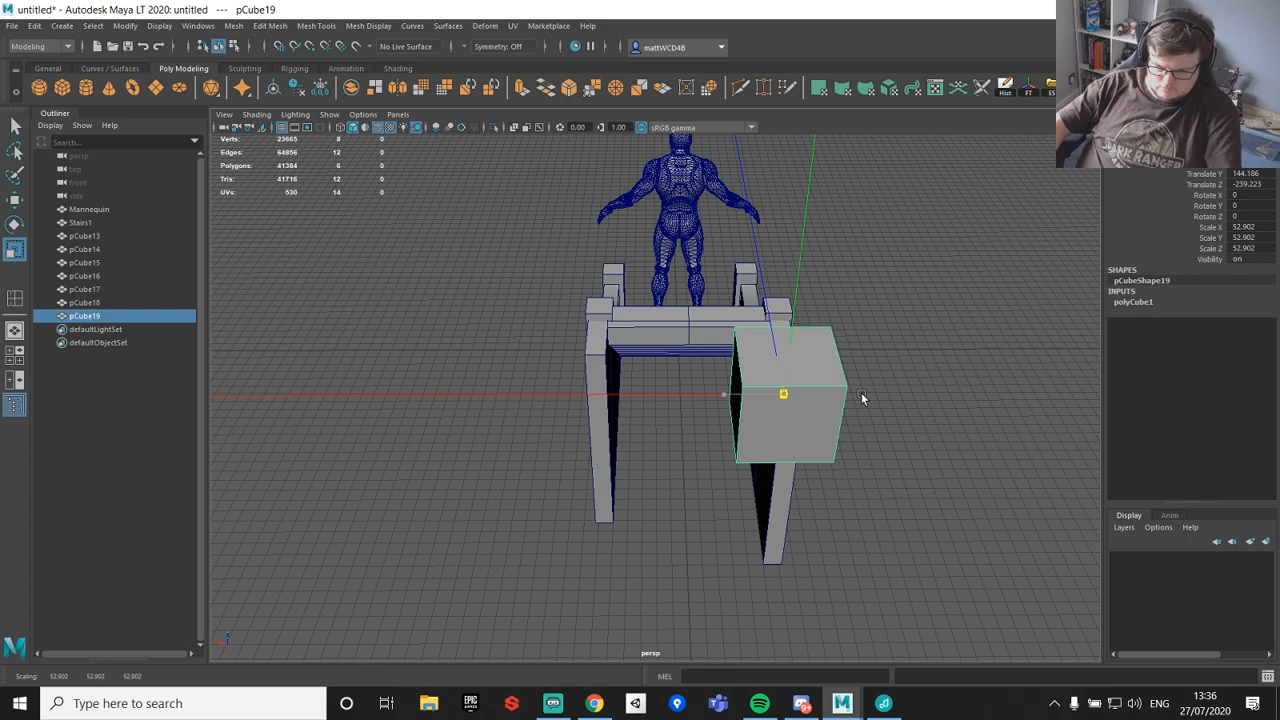 untitled* - Autodesk Maya LT 2020: untitled --- pCube19
File Edit Create Select Modify Display Windows Mesh Edit Mesh Mesh Tools Mesh Display Curves Surfaces Deform UV Marketplace Help
Modeling No Live Surface Symmetry: Off mattWCD4B
General Curves / Surfaces Poly Modeling Sculpting Rigging Animation Shading
Hist FT
Outliner
Display Show Help
Search...
persp
top
front
side
Mannequin
Stairs1
pCube13
pCube14
pCube15
pCube16
pCube17
pCube18
pCube19
defaultLightSet
defaultObjectSet
View Shading Lighting Show Renderer Panels
0.00 1.00 sRGB gamma
Verts: 23665 8 0
Edges: 64856 12 0
Polygons: 41384 6 0
Tris: 41716 12 0
UVs: 530 14 0
persp
DARK RANGER
Translate Y 144.186
Translate Z -239.223
Rotate X 0
Rotate Y 0
Rotate Z 0
Scale X 52.902
Scale Y 52.902
Scale Z 52.902
Visibility on
SHAPES
pCubeShape19
INPUTS
polyCube1
Display Anim
Layers Options Help
Scaling: 52.902 52.902 52.902
MEL
Type here to search
EPIC GAMES
ENG
13:36
27/07/2020